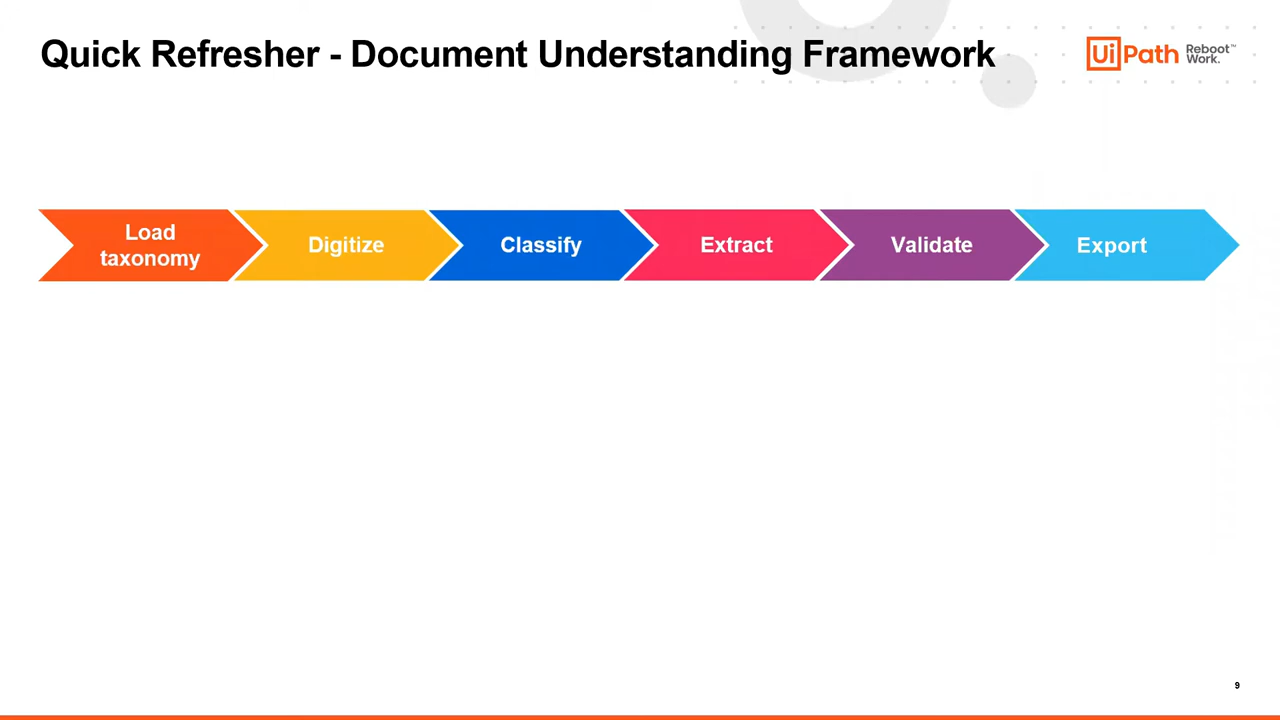 Quick Refresher - Document Understanding Framework
UiPath Reboot™
Work.
Load
taxonomy
Digitize
Classify
Extract
Validate
Export
9